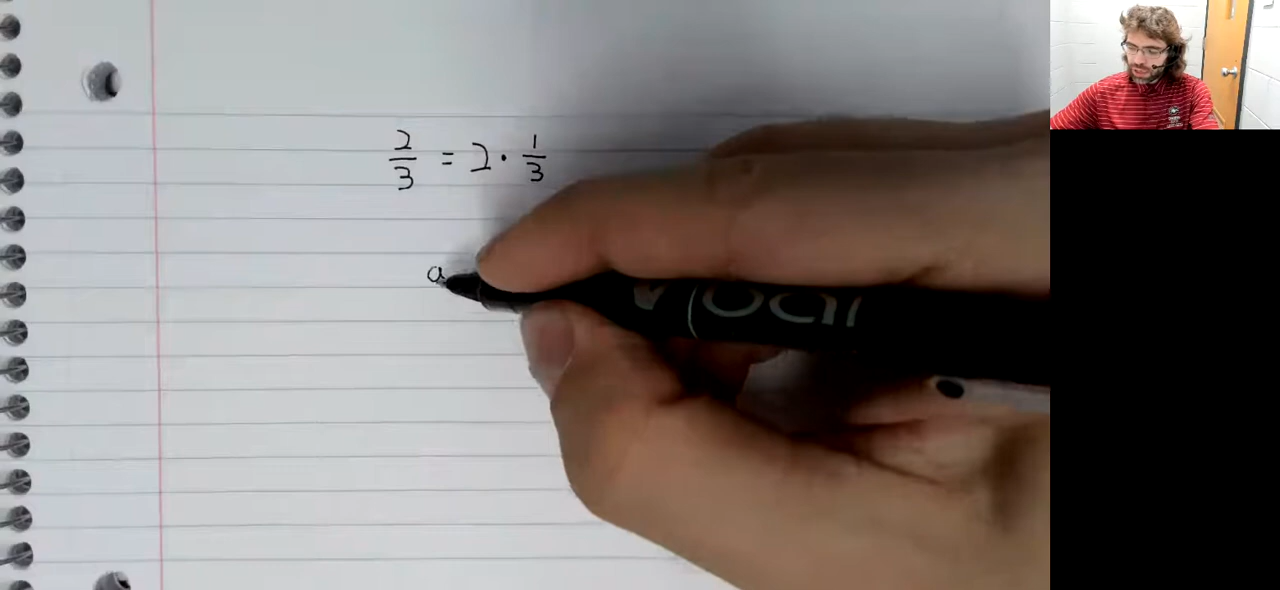 2/3 = 2 · 1/3
a